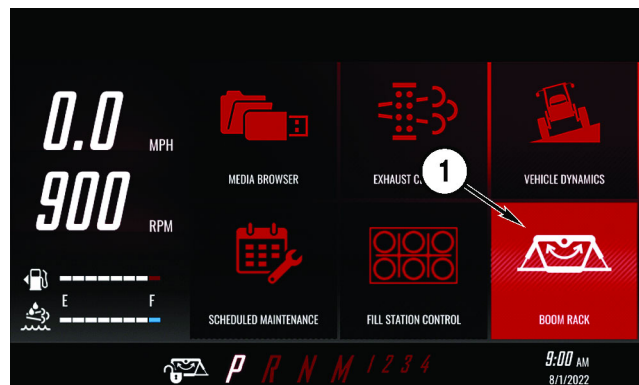 0.0 MPH
900 RPM
E F
MEDIA BROWSER
VEHICLE DYNAMICS
1
SCHEDULED MAINTENANCE
FILL STATION CONTROL
BOOM RACK
P R N M 1 2 3 4
9:00 AM
8/1/2022